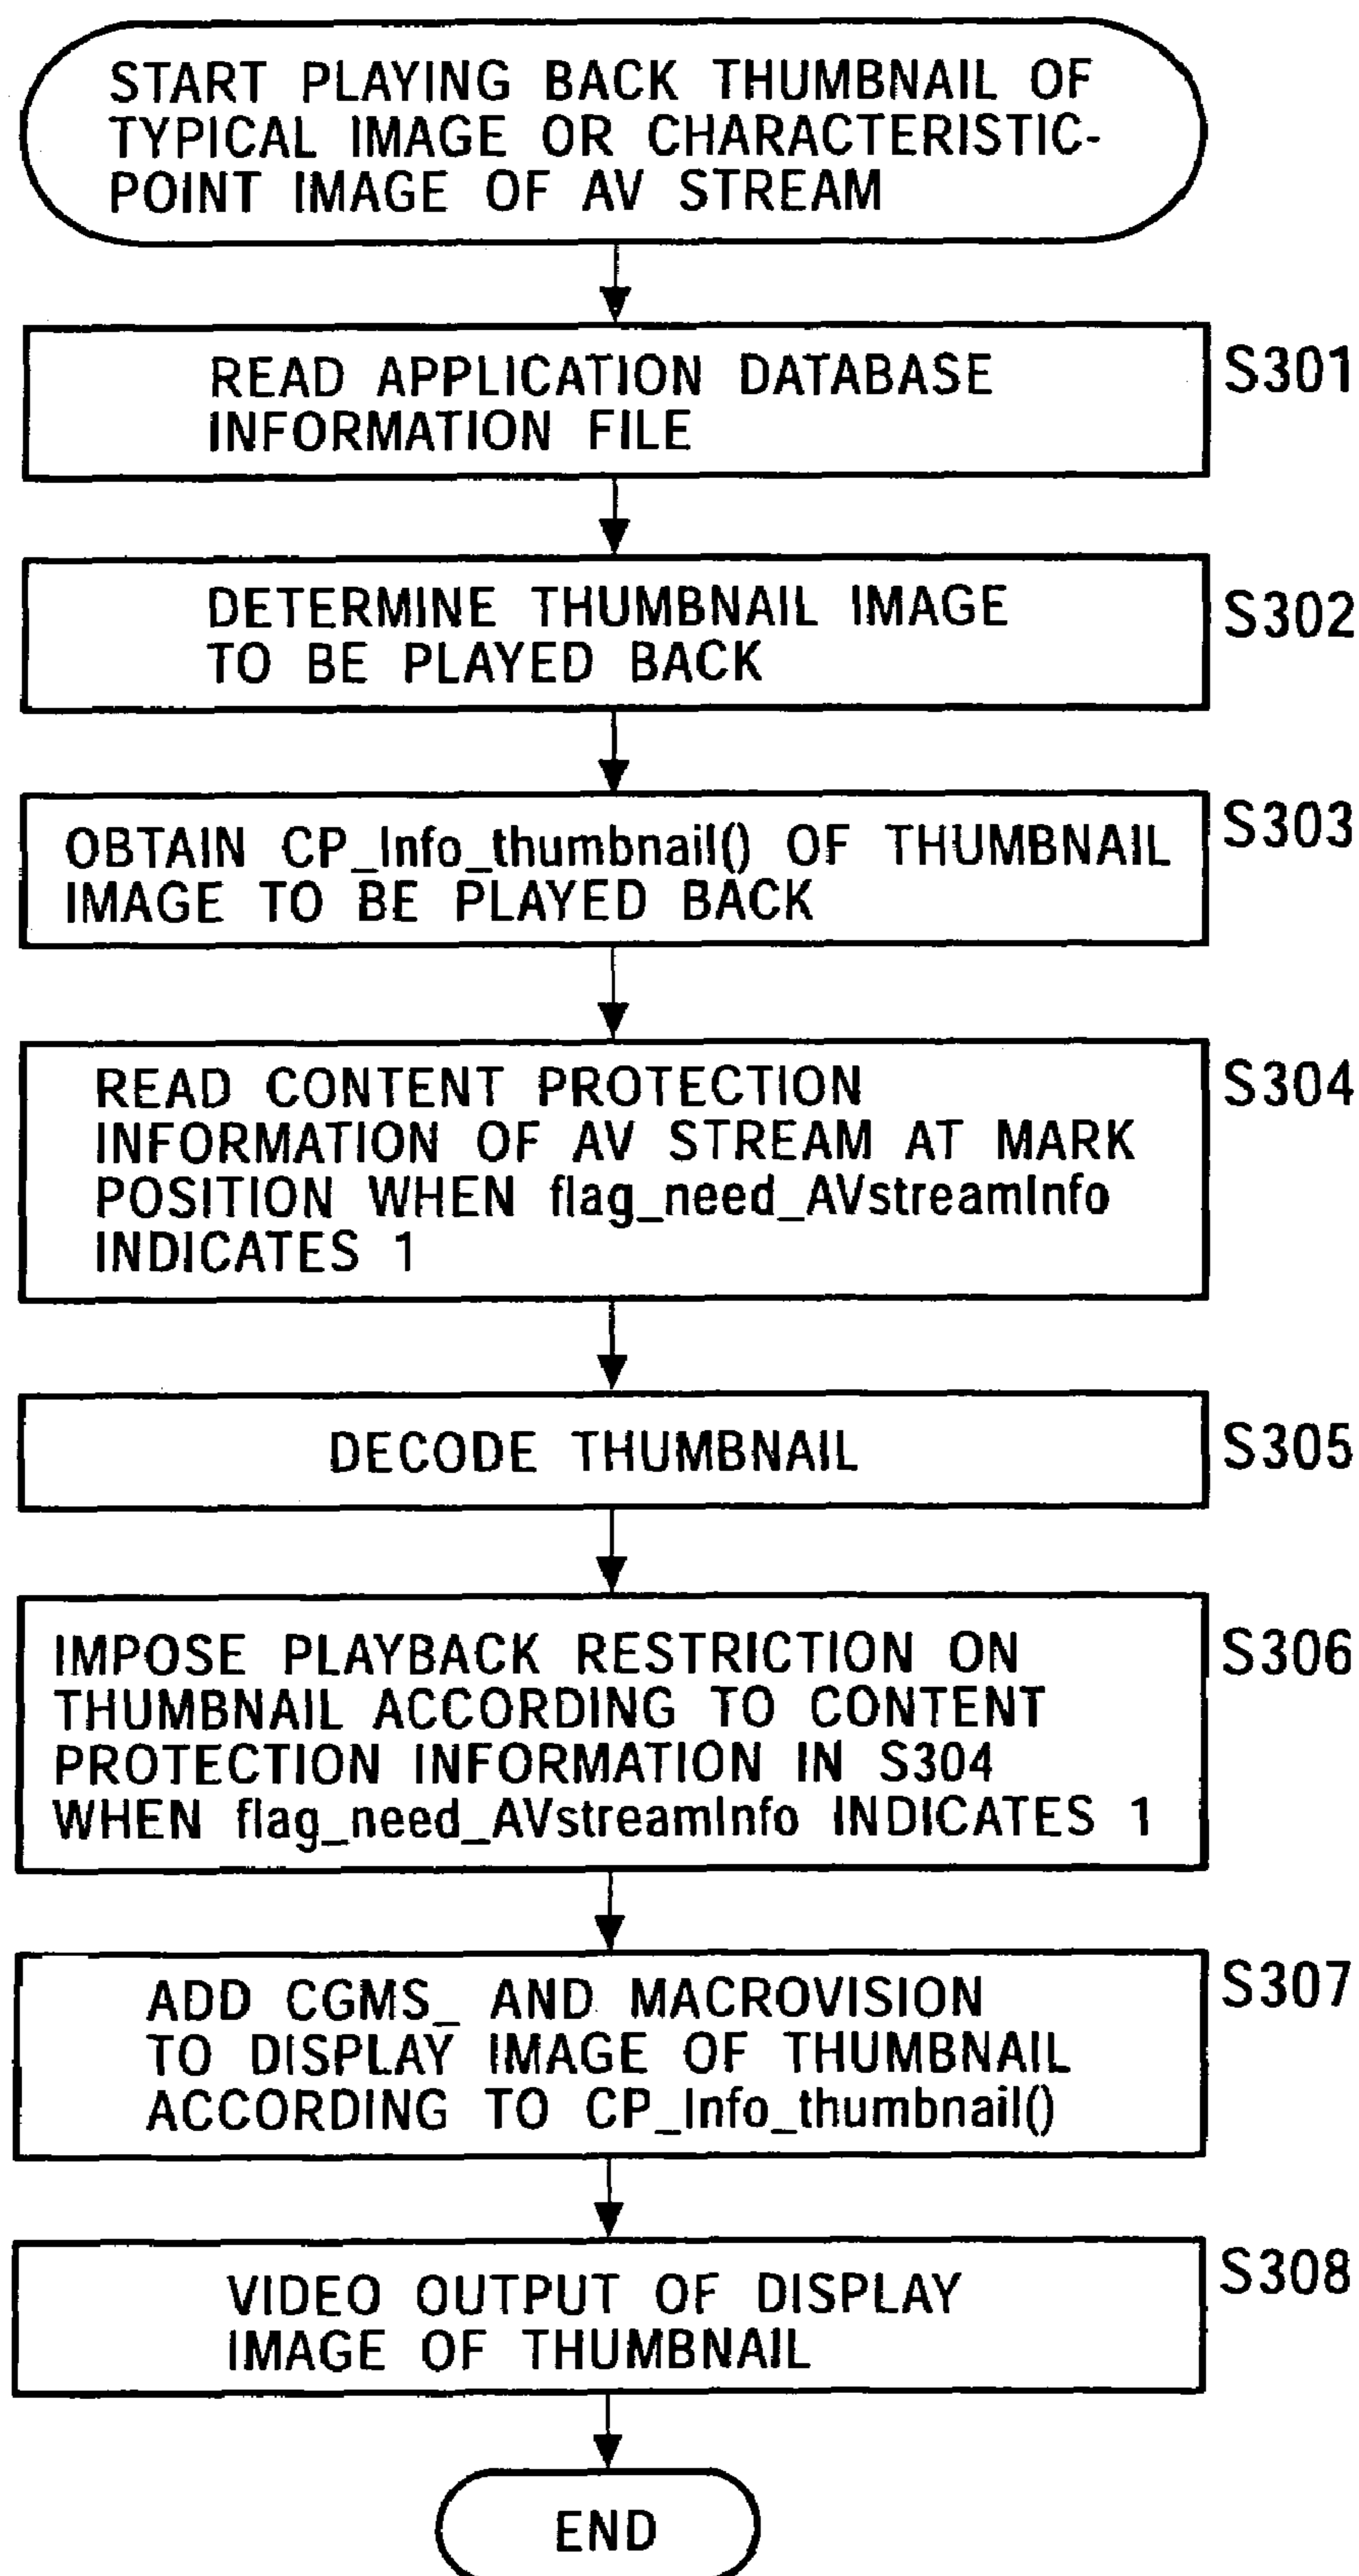 START PLAYING BACK THUMBNAIL OF
TYPICAL IMAGE OR CHARACTERISTIC-
POINT IMAGE OF AV STREAM
READ APPLICATION DATABASE
INFORMATION FILE
S301
DETERMINE THUMBNAIL IMAGE
TO BE PLAYED BACK
S302
OBTAIN CP_Info_thumbnail() OF THUMBNAIL
IMAGE TO BE PLAYED BACK
S303
READ CONTENT PROTECTION
INFORMATION OF AV STREAM AT MARK
POSITION WHEN flag_need_AVstreamInfo
INDICATES 1
S304
DECODE THUMBNAIL
S305
IMPOSE PLAYBACK RESTRICTION ON
THUMBNAIL ACCORDING TO CONTENT
PROTECTION INFORMATION IN S304
WHEN flag_need_AVstreamInfo INDICATES 1
S306
ADD CGMS_ AND MACROVISION
TO DISPLAY IMAGE OF THUMBNAIL
ACCORDING TO CP_Info_thumbnail()
S307
VIDEO OUTPUT OF DISPLAY
IMAGE OF THUMBNAIL
S308
END